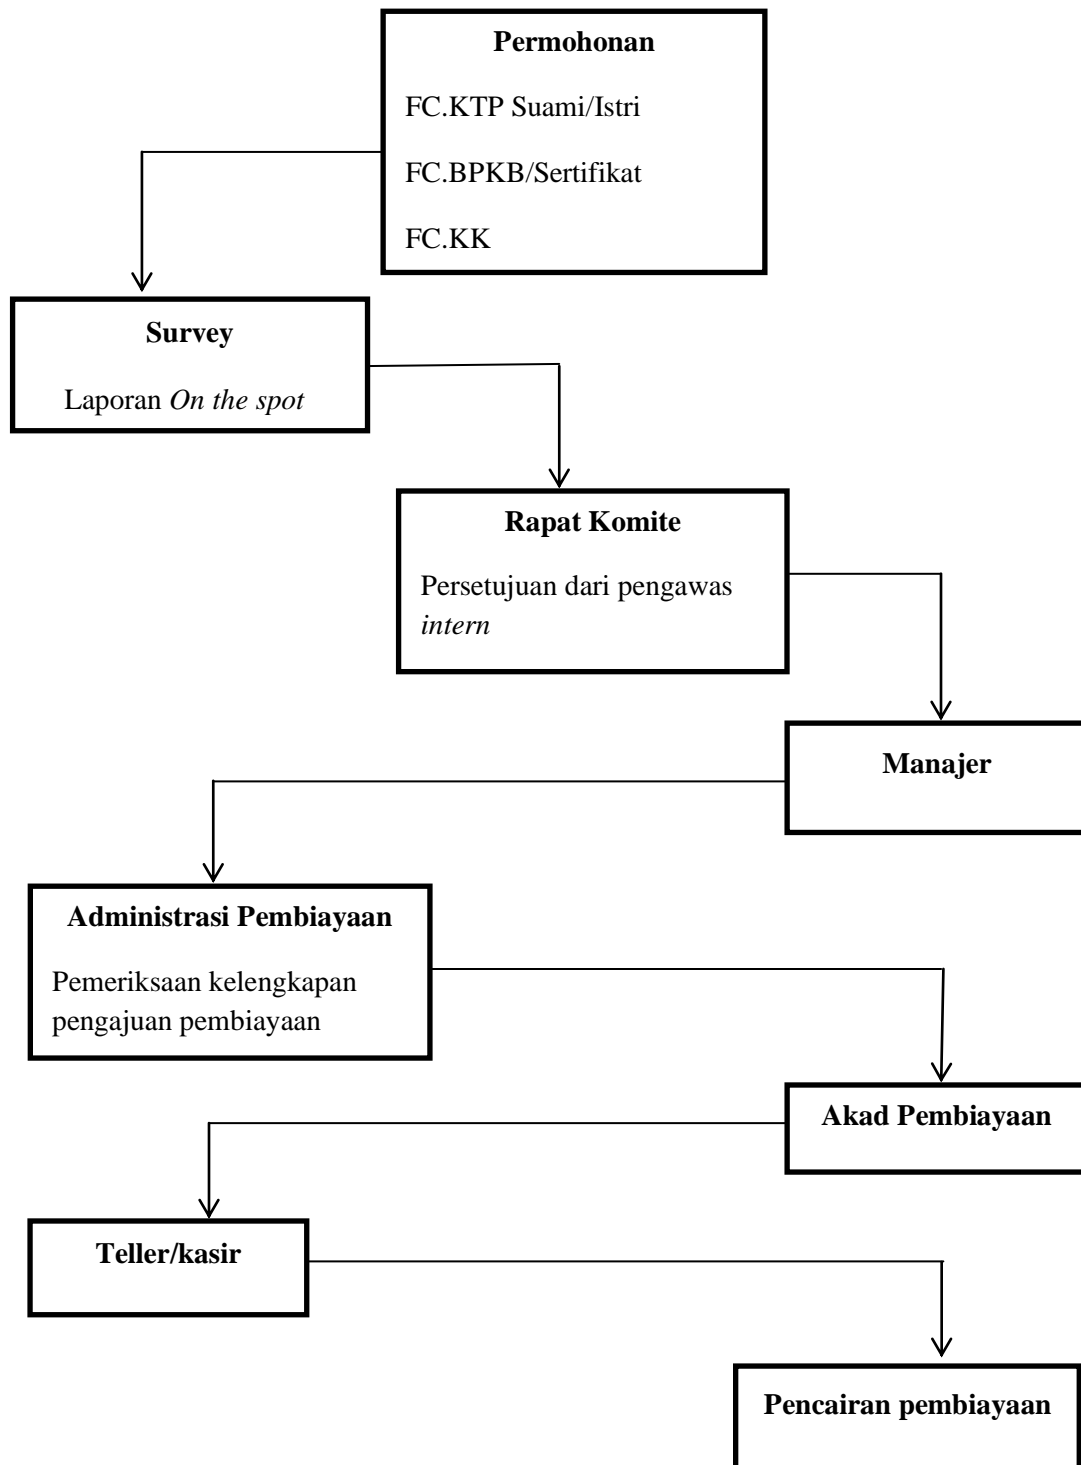 Permohonan
FC.KTP Suami/Istri
FC.BPKB/Sertifikat
FC.KK
Survey
Laporan On the spot
Rapat Komite
Persetujuan dari pengawas
intern
Manajer
Administrasi Pembiayaan
Pemeriksaan kelengkapan
pengajuan pembiayaan
Akad Pembiayaan
Teller/kasir
Pencairan pembiayaan